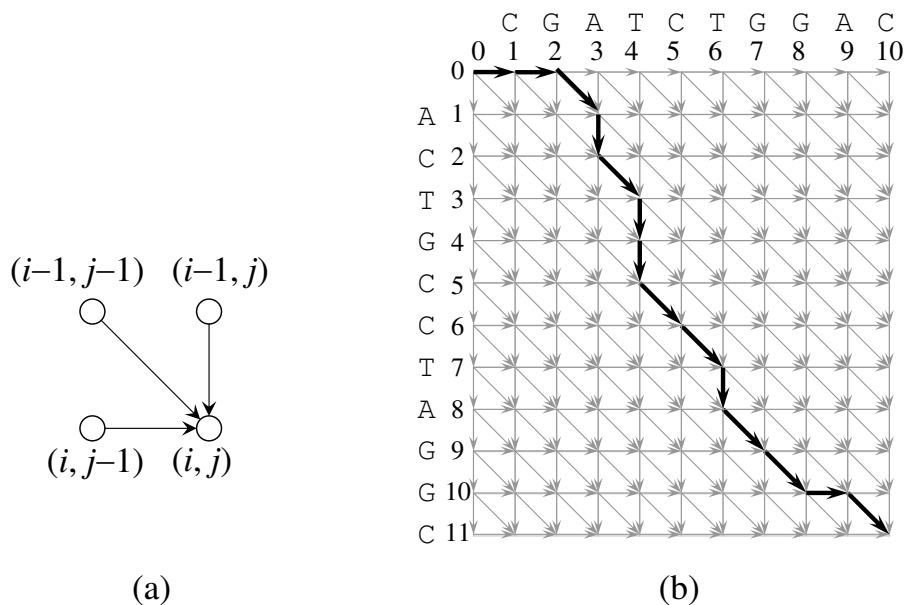 C G A T C T G G A C
0 1 2 3 4 5 6 7 8 9 10
0
A 1
C 2
T 3
G 4
C 5
C 6
T 7
A 8
G 9
G 10
C 11
(i–1, j–1) (i–1, j)
(i, j–1) (i, j)
(a) (b)